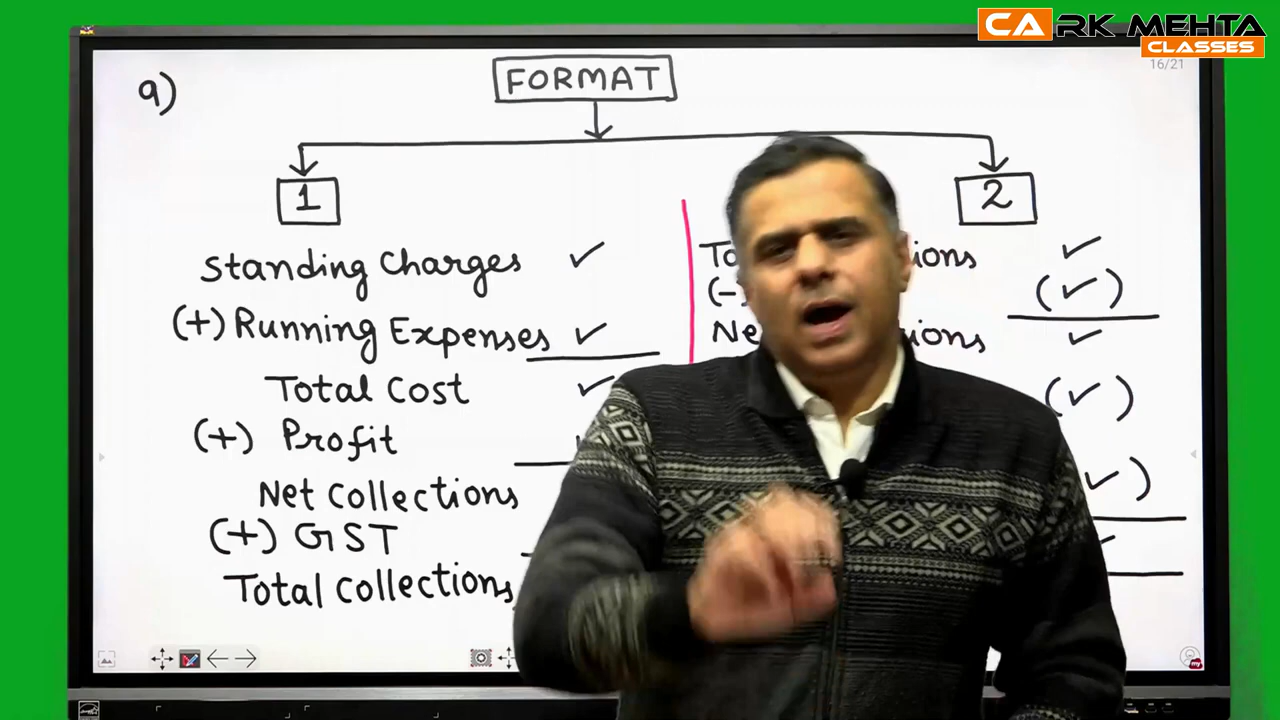 CA RK MEHTA
CLASSES
16/21
9)
FORMAT
1
2
Standing Charges ✓
(+) Running Expenses ✓
Total Cost ✓
(+) Profit
Net Collections
(+) GST
Total Collections
✓
(-) (✓)
✓
(✓)